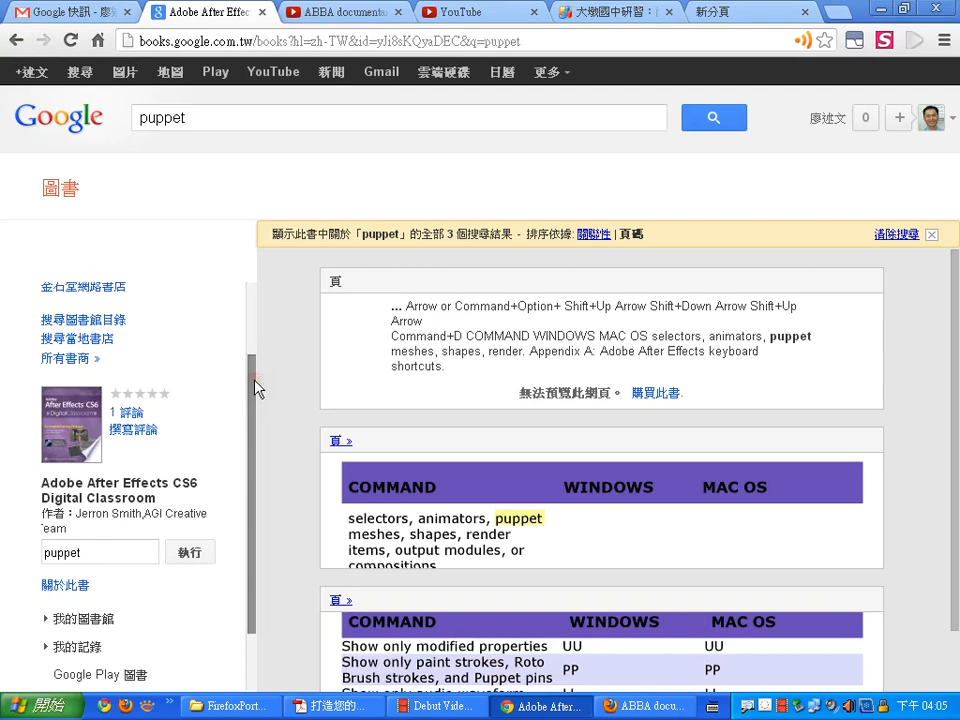 Google 快訊 - 廖
Adobe After Effec
ABBA documenta
YouTube
大墩國中研習：
新分頁
books.google.com.tw/books?hl=zh-TW&id=yJi8sKQyaDEC&q=puppet
+述文 搜尋 圖片 地圖 Play YouTube 新聞 Gmail 雲端硬碟 日曆 更多
Google
puppet
廖述文 0 +
圖書
顯示此書中關於「puppet」的全部 3 個搜尋結果 - 排序依據: 關聯性 | 頁碼
清除搜尋
金石堂網路書店
搜尋圖書館目錄
搜尋當地書店
所有書商 »
1 評論
撰寫評論
Adobe After Effects CS6
Digital Classroom
作者：Jerron Smith,AGI Creative
Team
puppet 執行
關於此書
我的圖書館
我的記錄
Google Play 圖書
頁
... Arrow or Command+Option+ Shift+Up Arrow Shift+Down Arrow Shift+Up
Arrow
Command+D COMMAND WINDOWS MAC OS selectors, animators, puppet
meshes, shapes, render. Appendix A: Adobe After Effects keyboard
shortcuts.
無法預覽此網頁。 購買此書.
頁 »
COMMAND WINDOWS MAC OS
selectors, animators, puppet
meshes, shapes, render
items, output modules, or
compositions
頁 »
COMMAND WINDOWS MAC OS
Show only modified properties UU UU
Show only paint strokes, Roto
Brush strokes, and Puppet pins PP PP
開始
FirefoxPort...
打造您的...
Debut Vide...
Adobe After...
ABBA docu...
下午 04:05